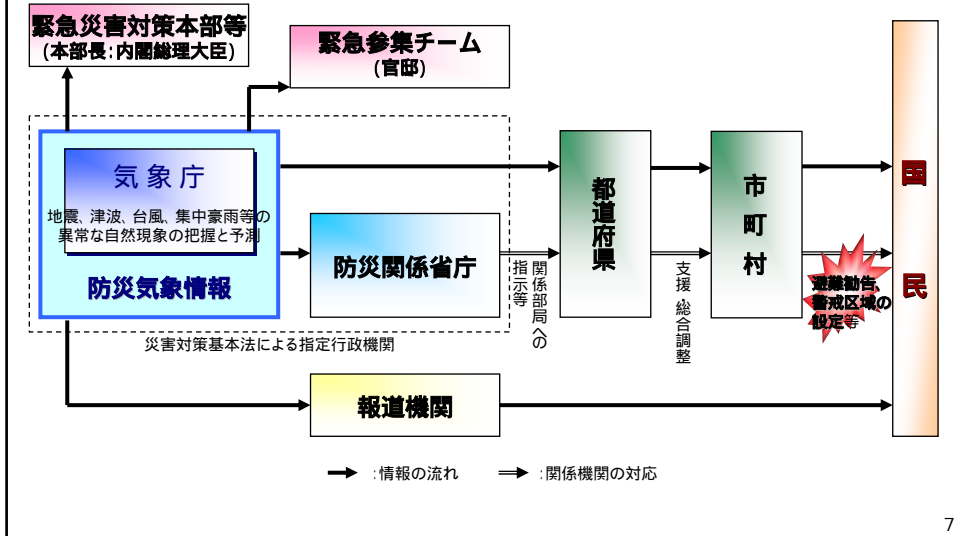 緊急災害対策本部等
(本部長:内閣総理大臣)
緊急参集チーム
(官邸)
気象庁
地震、津波、台風、集中豪雨等の
異常な自然現象の把握と予測
防災気象情報
防災関係省庁
災害対策基本法による指定行政機関
関係部局への
指示等
都道府県
支援・総合調整
市町村
避難勧告、
警戒区域の
設定等
国民
報道機関
:情報の流れ
:関係機関の対応
7